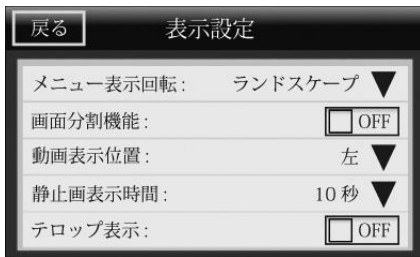 戻る 表示設定
メニュー表示回転: ランドスケープ ▼
画面分割機能: OFF
動画表示位置: 左 ▼
静止画表示時間: 10秒 ▼
テロップ表示: OFF